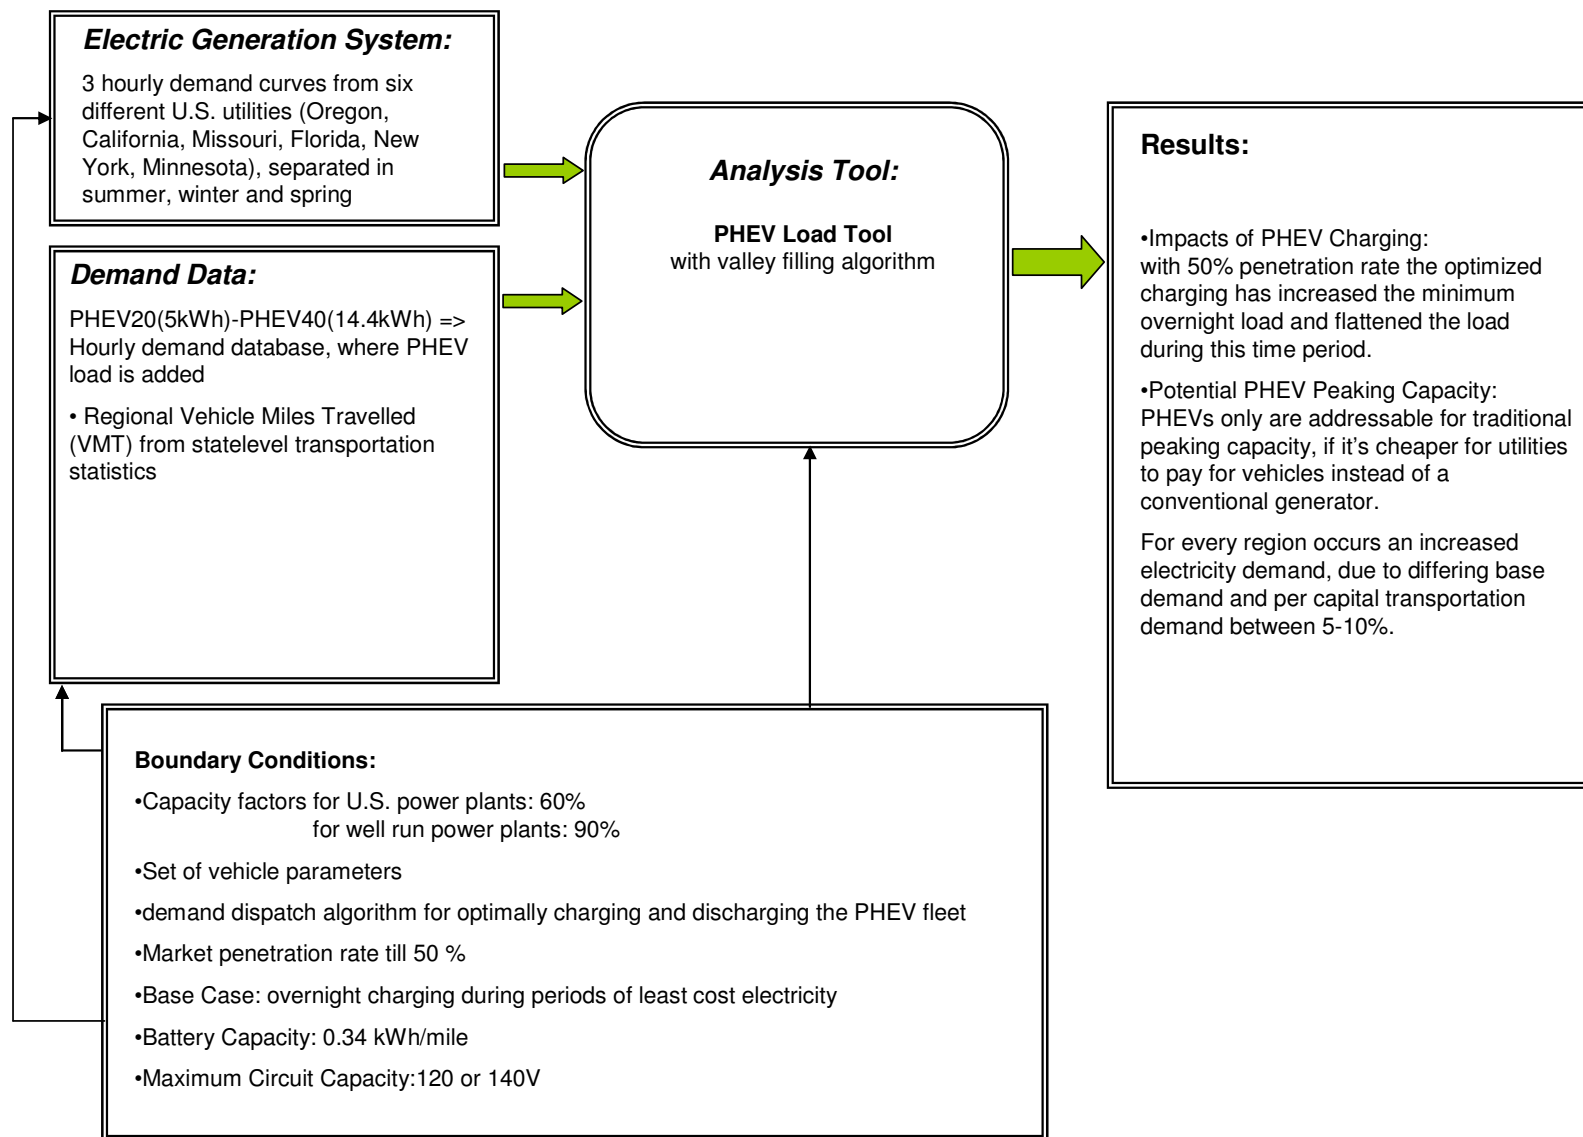 Electric Generation System:
3 hourly demand curves from six
different U.S. utilities (Oregon,
California, Missouri, Florida, New
York, Minnesota), separated in
summer, winter and spring
Demand Data:
PHEV20(5kWh)-PHEV40(14.4kWh) =>
Hourly demand database, where PHEV
load is added
• Regional Vehicle Miles Travelled
(VMT) from statelevel transportation
statistics
Analysis Tool:
PHEV Load Tool
with valley filling algorithm
Results:
•Impacts of PHEV Charging:
with 50% penetration rate the optimized
charging has increased the minimum
overnight load and flattened the load
during this time period.
•Potential PHEV Peaking Capacity:
PHEVs only are addressable for traditional
peaking capacity, if it's cheaper for utilities
to pay for vehicles instead of a
conventional generator.
For every region occurs an increased
electricity demand, due to differing base
demand and per capital transportation
demand between 5-10%.
Boundary Conditions:
•Capacity factors for U.S. power plants: 60%
for well run power plants: 90%
•Set of vehicle parameters
•demand dispatch algorithm for optimally charging and discharging the PHEV fleet
•Market penetration rate till 50 %
•Base Case: overnight charging during periods of least cost electricity
•Battery Capacity: 0.34 kWh/mile
•Maximum Circuit Capacity:120 or 140V